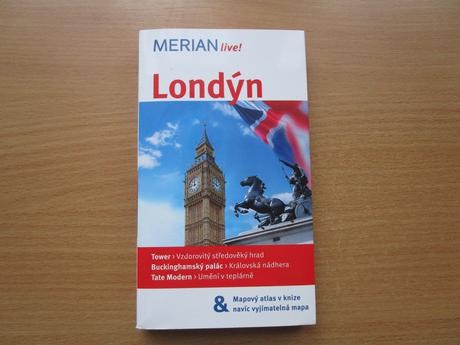 MERIAN live!
Londýn
Tower › Vzdorovitý středověký hrad
Buckinghamský palác › Královská nádhera
Tate Modern › Umění v teplárně
& Mapový atlas v knize
navíc vyjímatelná mapa